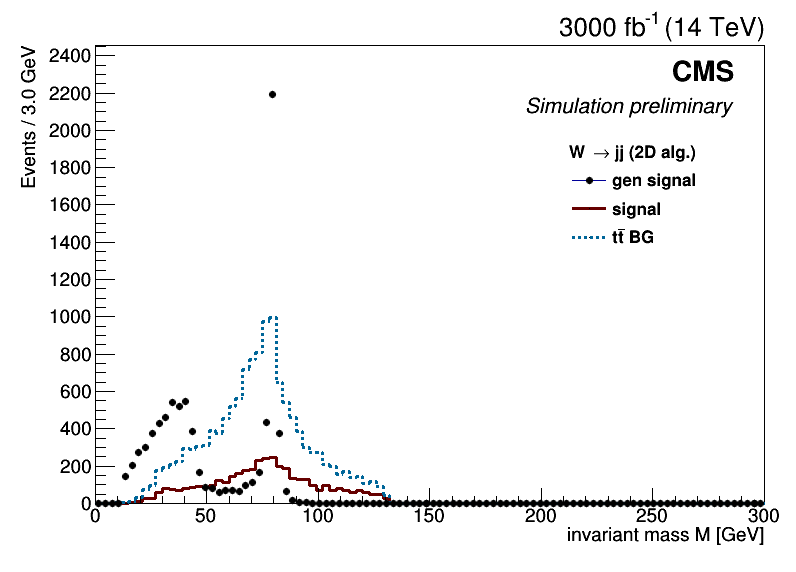 3000 fb-1 (14 TeV)
Events / 3.0 GeV
2400
2200
2000
1800
1600
1400
1200
1000
800
600
400
200
0
CMS
Simulation preliminary
W → jj (2D alg.)
gen signal
signal
tt̄ BG
0 50 100 150 200 250 300
invariant mass M [GeV]